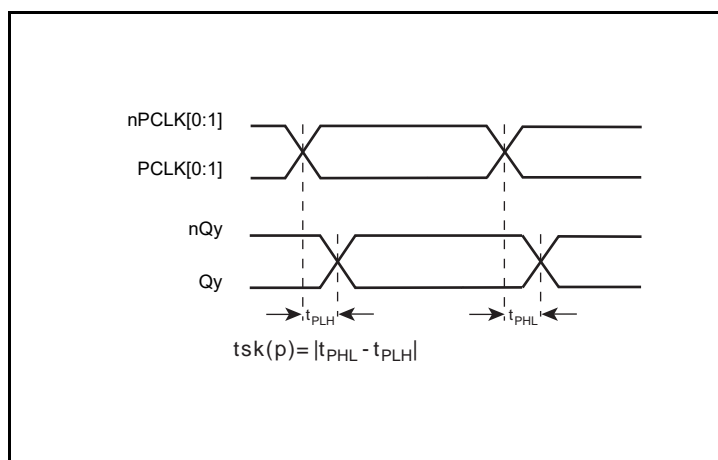 nPCLK[0:1]
PCLK[0:1]
nQy
Qy
tPLH
tPHL
tsk(p)= |tPHL - tPLH|